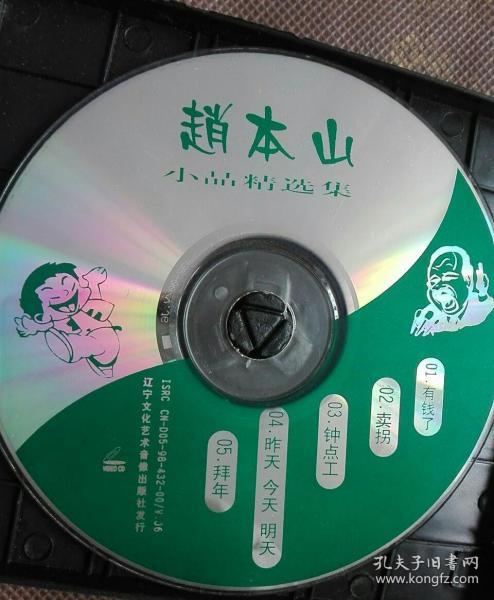 趙本山
小品精选集
01.有钱了
02.卖拐
03.钟点工
04.昨天 今天 明天
05.拜年
ISRC CN-D05-98-432-00/V.J6
辽宁文化艺术音像出版社发行
VIDEO CD
孔夫子旧书网
www.kongfz.com